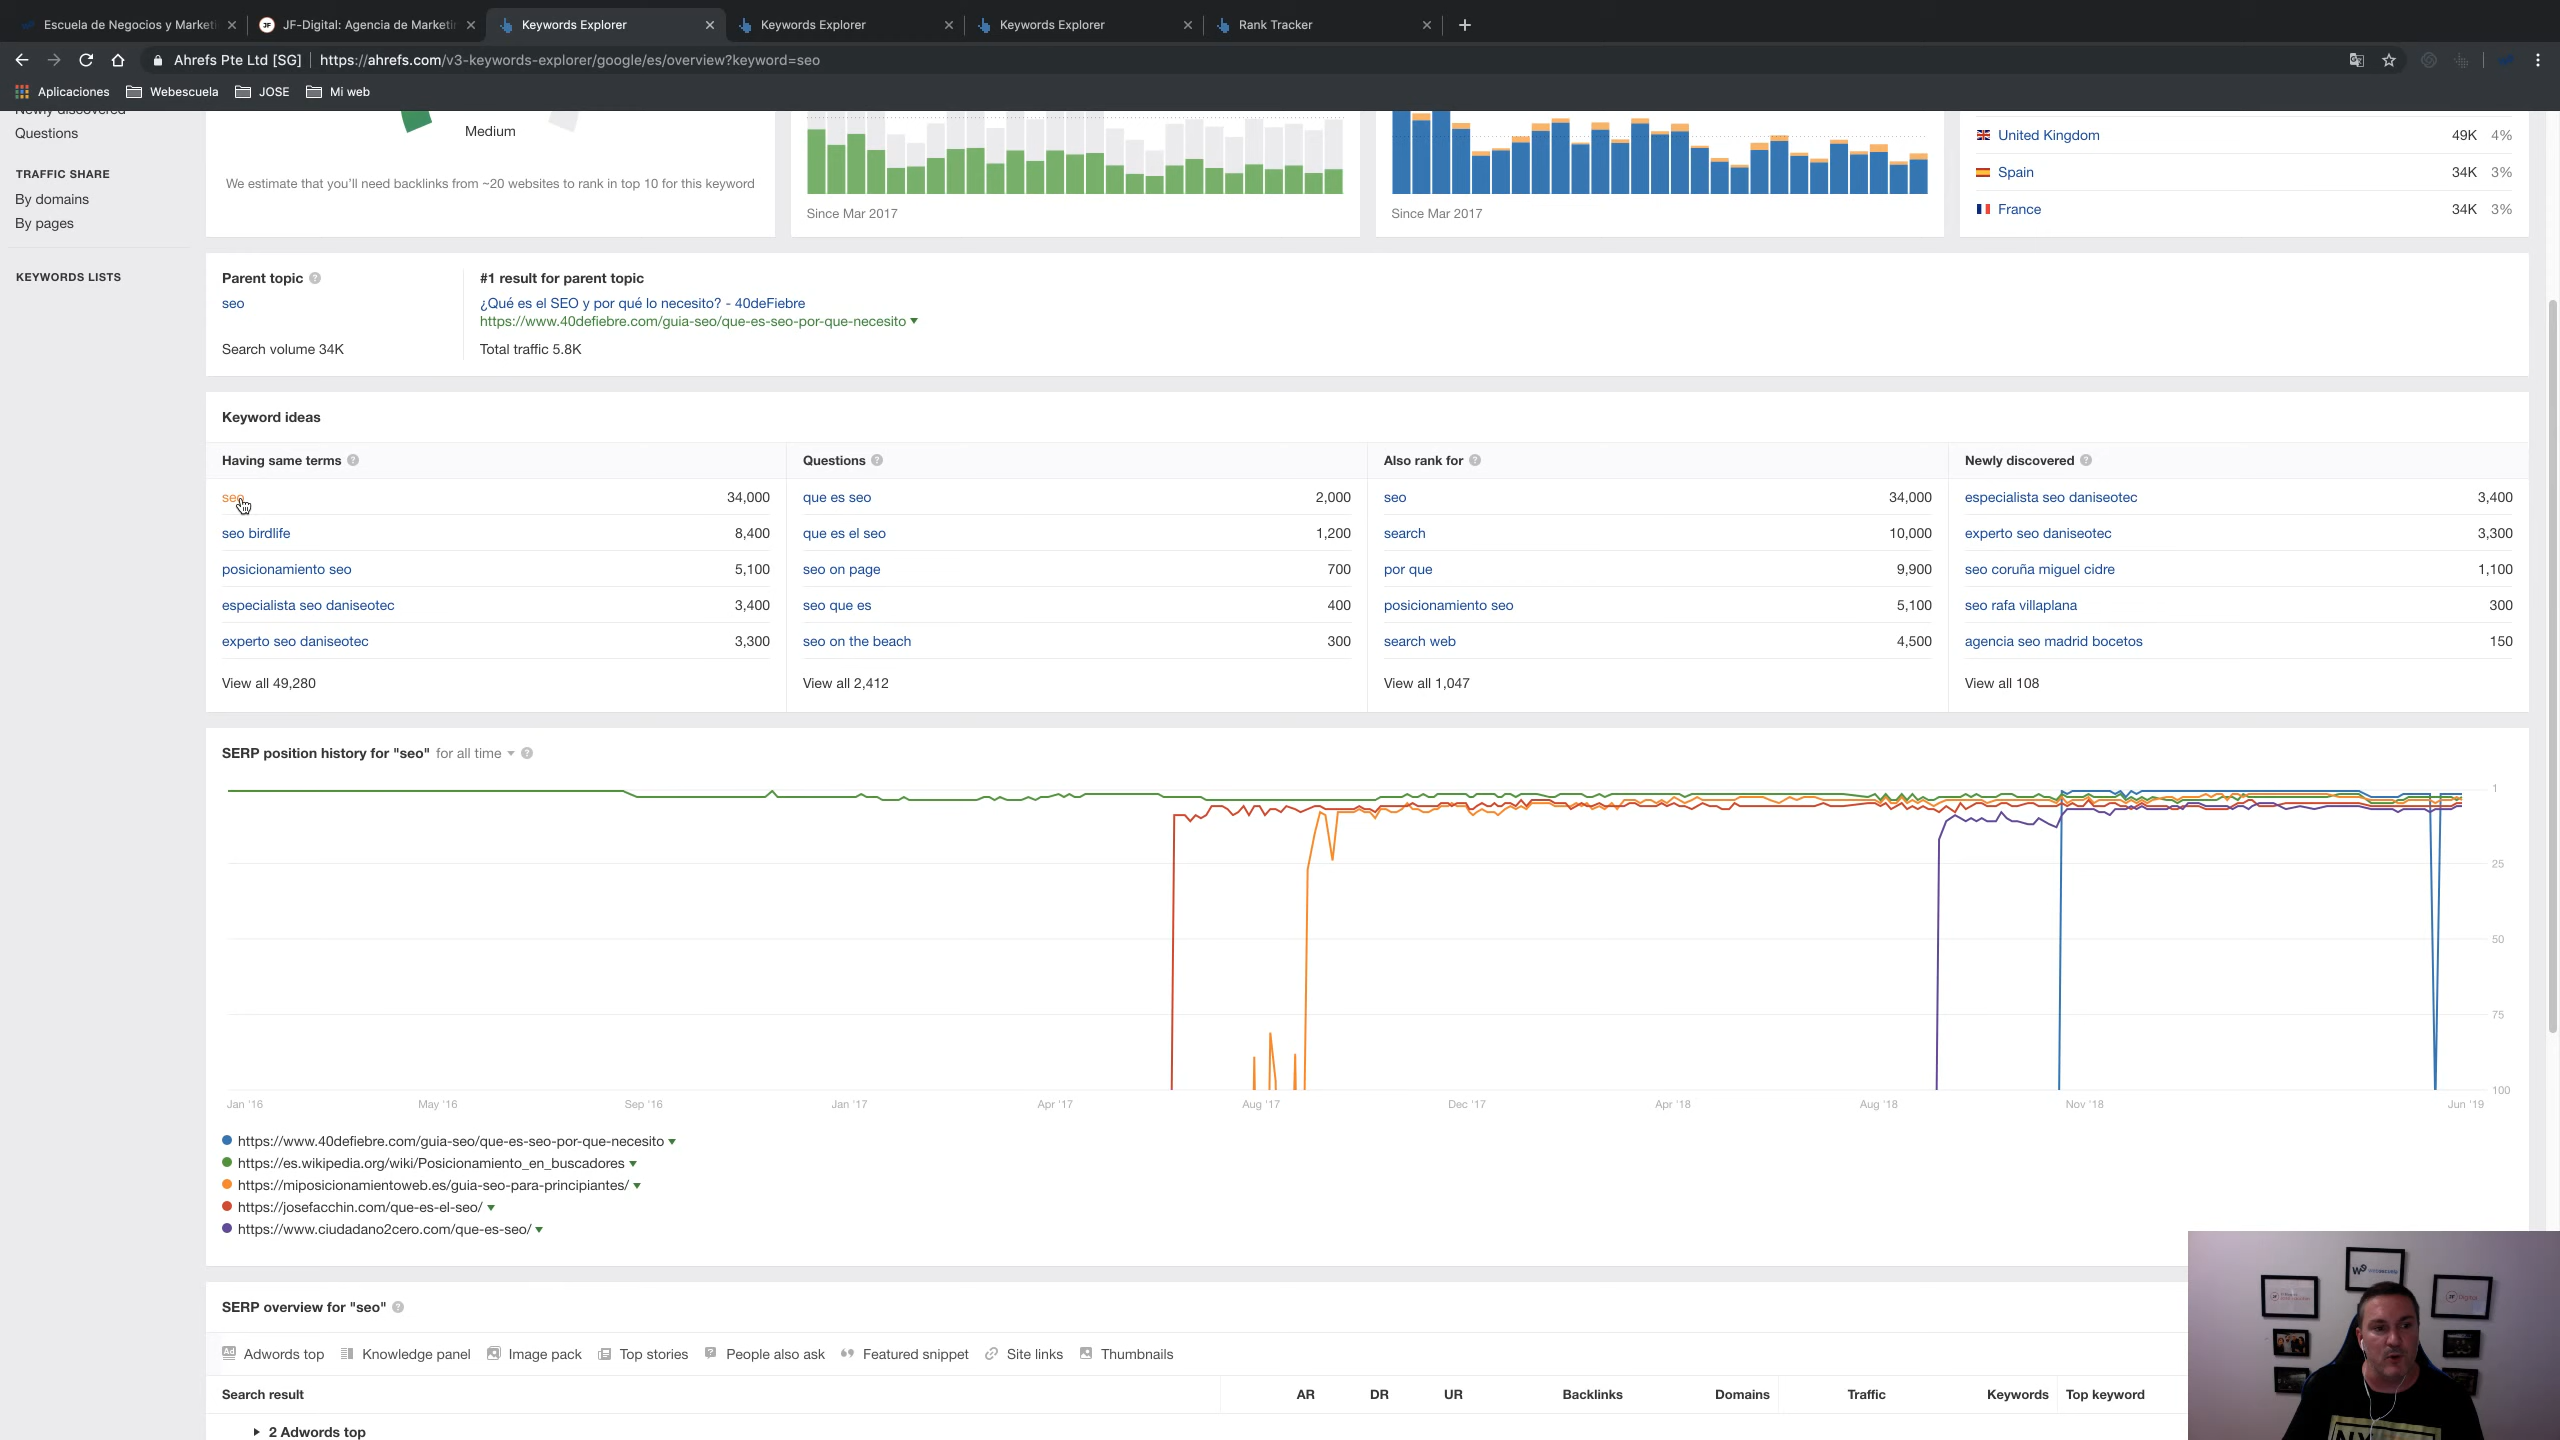 Escuela de Negocios y Marketi
JF-Digital: Agencia de Marketin
Keywords Explorer
Keywords Explorer
Keywords Explorer
Rank Tracker
Ahrefs Pte Ltd [SG]
https://ahrefs.com/v3-keywords-explorer/google/es/overview?keyword=seo
Aplicaciones
Webescuela
JOSE
Mi web
Newly discovered
Questions
TRAFFIC SHARE
By domains
By pages
KEYWORDS LISTS
Medium
We estimate that you'll need backlinks from ~20 websites to rank in top 10 for this keyword
Since Mar 2017
Since Mar 2017
United Kingdom 49K 4%
Spain 34K 3%
France 34K 3%
Parent topic
seo
Search volume 34K
#1 result for parent topic
¿Qué es el SEO y por qué lo necesito? - 40deFiebre
https://www.40defiebre.com/guia-seo/que-es-seo-por-que-necesito
Total traffic 5.8K
Keyword ideas
Having same terms
seo 34,000
seo birdlife 8,400
posicionamiento seo 5,100
especialista seo daniseotec 3,400
experto seo daniseotec 3,300
View all 49,280
Questions
que es seo 2,000
que es el seo 1,200
seo on page 700
seo que es 400
seo on the beach 300
View all 2,412
Also rank for
seo 34,000
search 10,000
por que 9,900
posicionamiento seo 5,100
search web 4,500
View all 1,047
Newly discovered
especialista seo daniseotec 3,400
experto seo daniseotec 3,300
seo coruña miguel cidre 1,100
seo rafa villaplana 300
agencia seo madrid bocetos 150
View all 108
SERP position history for "seo" for all time
1
25
50
75
100
Jan '16 May '16 Sep '16 Jan '17 Apr '17 Aug '17 Dec '17 Apr '18 Aug '18 Nov '18 Jun '19
https://www.40defiebre.com/guia-seo/que-es-seo-por-que-necesito
https://es.wikipedia.org/wiki/Posicionamiento_en_buscadores
https://miposicionamientoweb.es/guia-seo-para-principiantes/
https://josefacchin.com/que-es-el-seo/
https://www.ciudadano2cero.com/que-es-seo/
SERP overview for "seo"
Ad Adwords top Knowledge panel Image pack Top stories People also ask Featured snippet Site links Thumbnails
Search result AR DR UR Backlinks Domains Traffic Keywords Top keyword
2 Adwords top